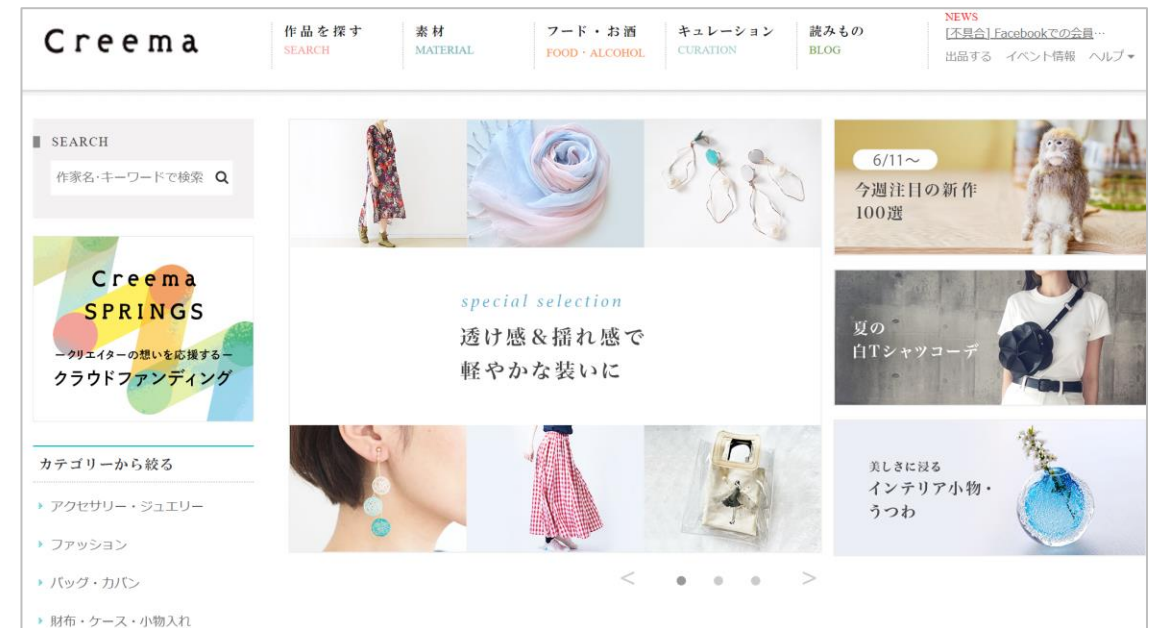 Creema
作品を探す
SEARCH
素材
MATERIAL
フード・お酒
FOOD・ALCOHOL
キュレーション
CURATION
読みもの
BLOG
NEWS
[不具合] Facebookでの会員…
出品する イベント情報 ヘルプ
SEARCH
作家名・キーワードで検索
Creema
SPRINGS
ークリエイターの想いを応援するー
クラウドファンディング
カテゴリーから絞る
アクセサリー・ジュエリー
ファッション
バッグ・カバン
財布・ケース・小物入れ
special selection
透け感&揺れ感で
軽やかな装いに
6/11～
今週注目の新作
100選
夏の
白Tシャツコーデ
美しさに浸る
インテリア小物・
うつわ